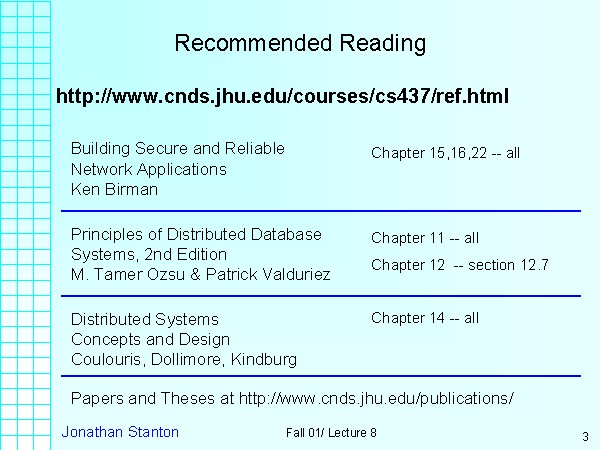 Recommended Reading
http://www.cnds.jhu.edu/courses/cs437/ref.html
Building Secure and Reliable
Network Applications
Ken Birman
Chapter 15,16,22 -- all
Principles of Distributed Database
Systems, 2nd Edition
M. Tamer Ozsu & Patrick Valduriez
Chapter 11 -- all
Chapter 12 -- section 12.7
Distributed Systems
Concepts and Design
Coulouris, Dollimore, Kindburg
Chapter 14 -- all
Papers and Theses at http://www.cnds.jhu.edu/publications/
Jonathan Stanton
Fall 01/ Lecture 8
3